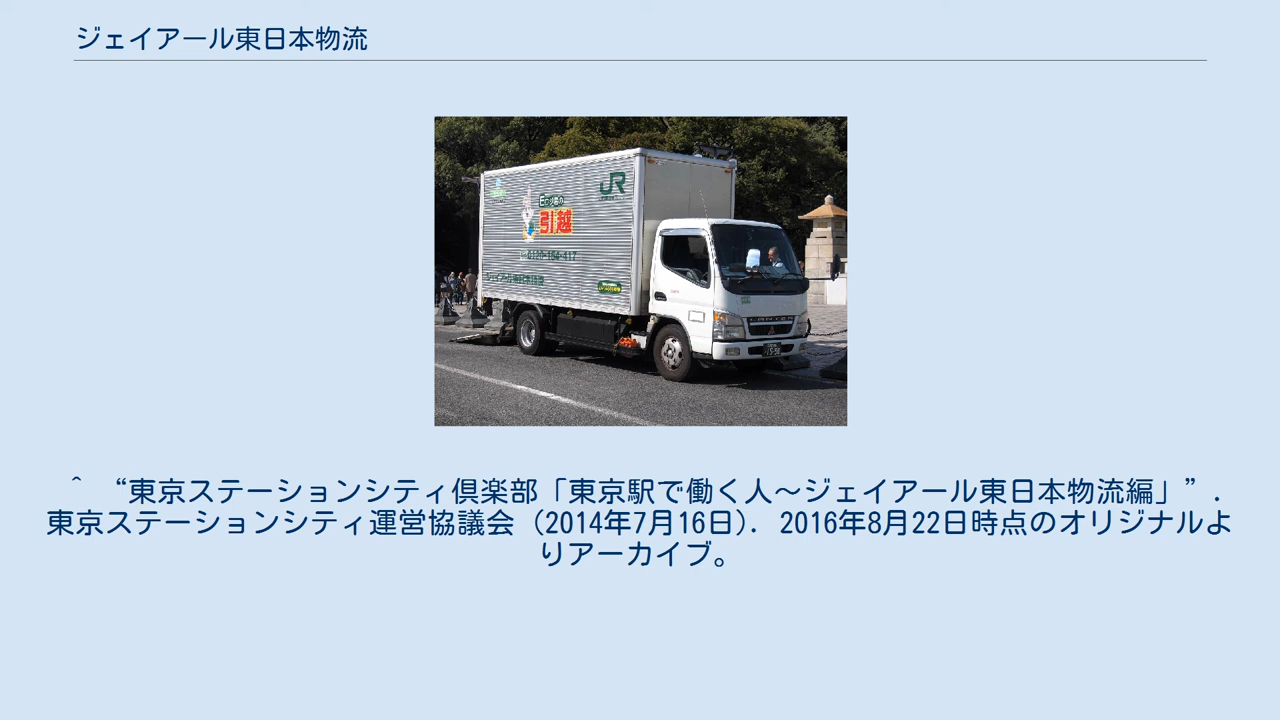 ジェイアール東日本物流
JR
引越
CANTER
^ “東京ステーションシティ倶楽部「東京駅で働く人～ジェイアール東日本物流編」”.
東京ステーションシティ運営協議会 (2014年7月16日). 2016年8月22日時点のオリジナルよ
りアーカイブ。